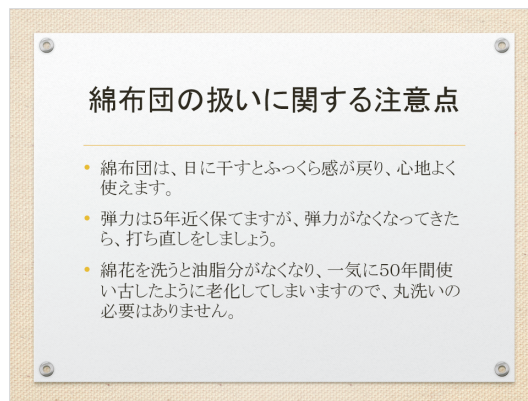 綿布団の扱いに関する注意点
• 綿布団は、日に干すとふっくら感が戻り、心地よく
使えます。
• 弾力は5年近く保てますが、弾力がなくなってきた
ら、打ち直しをしましょう。
• 綿花を洗うと油脂分がなくなり、一気に50年間使
い古したように老化してしまいますので、丸洗いの
必要はありません。